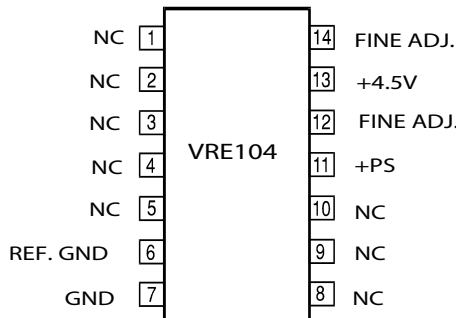 NC 1 14 FINE ADJ.
NC 2 13 +4.5V
NC 3 12 FINE ADJ.
VRE104
NC 4 11 +PS
NC 5 10 NC
REF. GND 6 9 NC
GND 7 8 NC